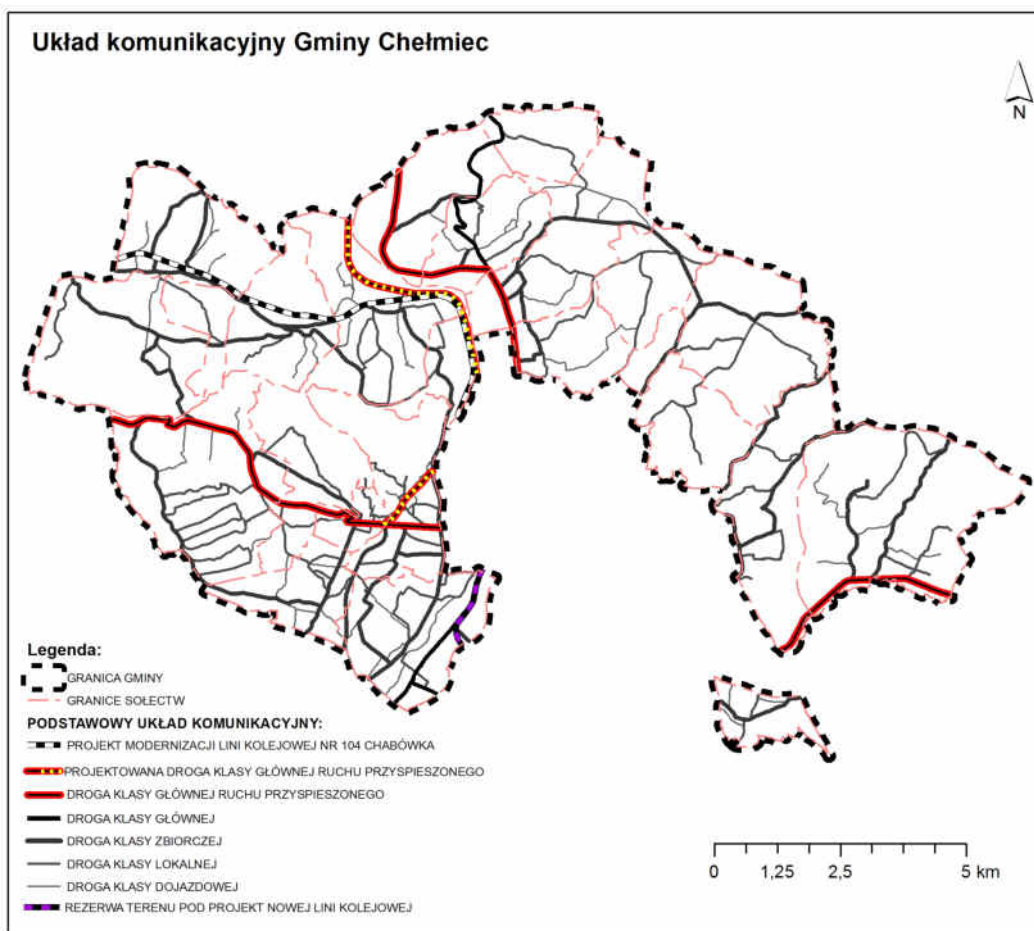 Układ komunikacyjny Gminy Chełmiec
N
Legenda:
GRANICA GMINY
GRANICE SOŁECTW
PODSTAWOWY UKŁAD KOMUNIKACYJNY:
PROJEKT MODERNIZACJI LINI KOLEJOWEJ NR 104 CHABÓWKA
PROJEKTOWANA DROGA KLASY GŁÓWNEJ RUCHU PRZYSPIESZONEGO
DROGA KLASY GŁÓWNEJ RUCHU PRZYSPIESZONEGO
DROGA KLASY GŁÓWNEJ
DROGA KLASY ZBIORCZEJ
DROGA KLASY LOKALNEJ
DROGA KLASY DOJAZDOWEJ
REZERWA TERENU POD PROJEKT NOWEJ LINI KOLEJOWEJ
0 1,25 2,5 5 km